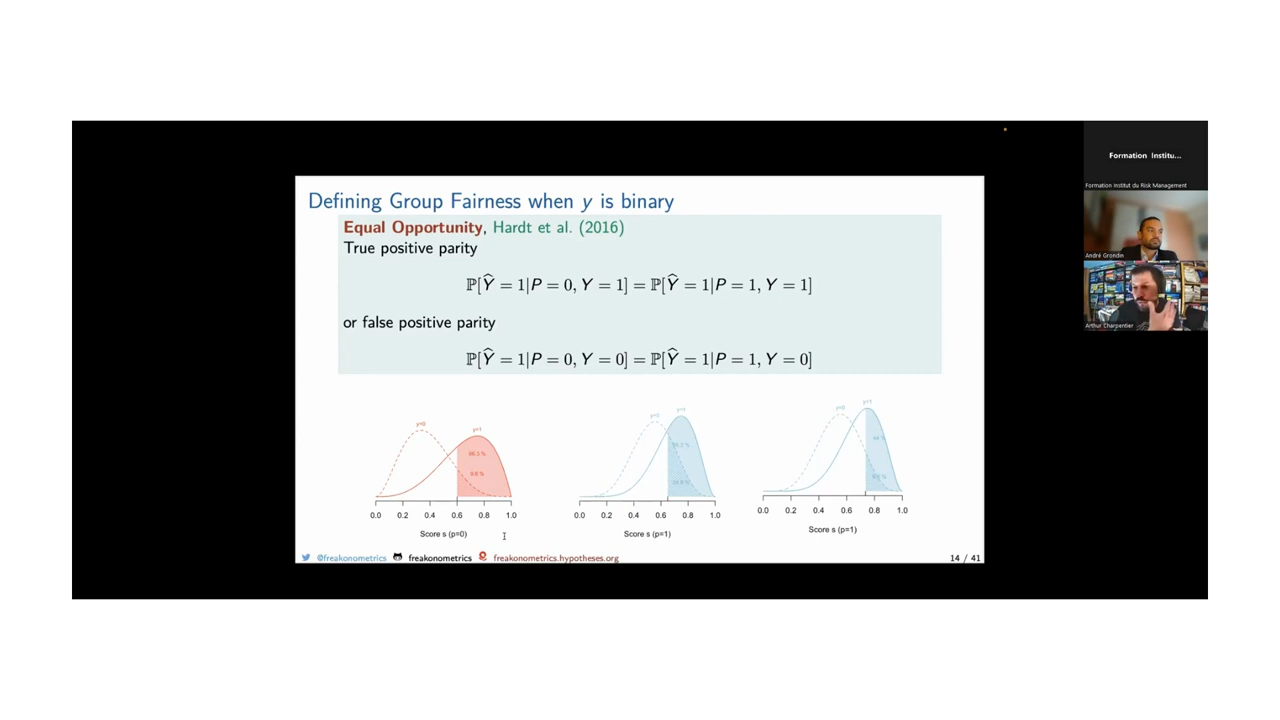 Formation Institu...
Formation Institut du Risk Management
André Grondin
Arthur Charpentier
Defining Group Fairness when y is binary
Equal Opportunity, Hardt et al. (2016)
True positive parity
ℙ[Ŷ = 1|P = 0, Y = 1] = ℙ[Ŷ = 1|P = 1, Y = 1]
or false positive parity
ℙ[Ŷ = 1|P = 0, Y = 0] = ℙ[Ŷ = 1|P = 1, Y = 0]
y=0 y=1
9.8 %
0.0 0.2 0.4 0.6 0.8 1.0
Score s (p=0)
y=0 y=1
0.0 0.2 0.4 0.6 0.8 1.0
Score s (p=1)
y=0 y=1
0.0 0.2 0.4 0.6 0.8 1.0
Score s (p=1)
@freakonometrics freakonometrics freakonometrics.hypotheses.org 14 / 41